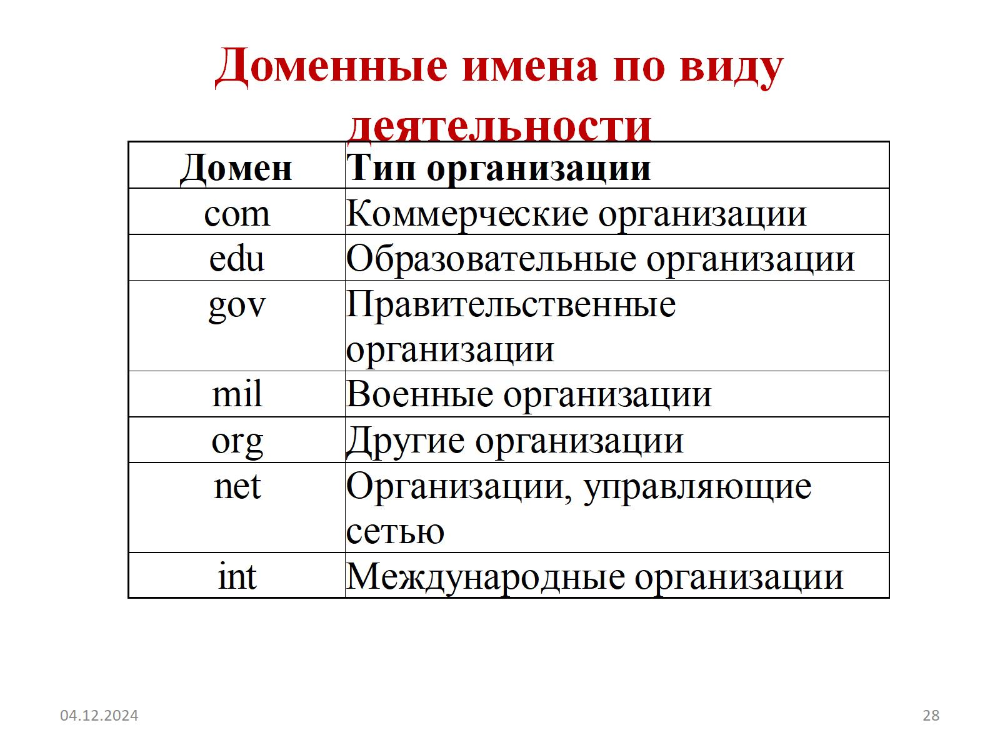 Доменные имена по виду
деятельности
Домен Тип организации
com Коммерческие организации
edu Образовательные организации
gov Правительственные
организации
mil Военные организации
org Другие организации
net Организации, управляющие
сетью
int Международные организации
04.12.2024 28